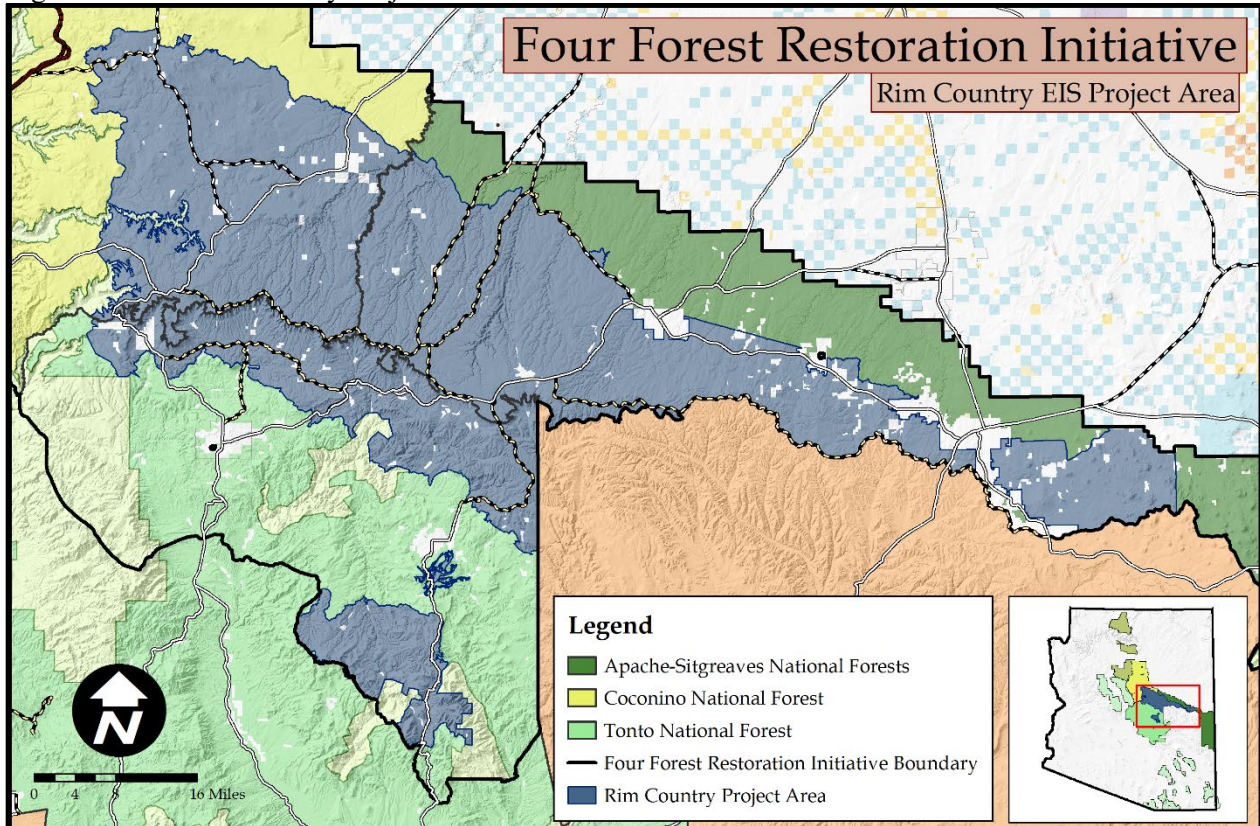 Four Forest Restoration Initiative
Rim Country EIS Project Area
Legend
Apache-Sitgreaves National Forests
Coconino National Forest
Tonto National Forest
Four Forest Restoration Initiative Boundary
Rim Country Project Area
N
0 4 8 16 Miles